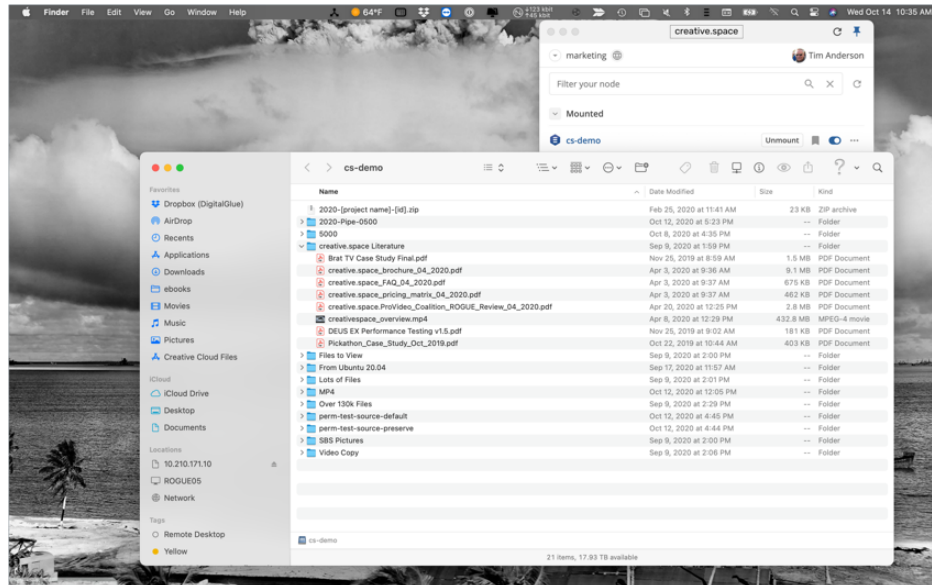 Finder File Edit View Go Window Help 64°F Wed Oct 14 10:35 AM
creative.space
marketing Tim Anderson
Filter your node
Mounted
cs-demo Unmount
cs-demo
Favorites
Dropbox (DigitalGlue)
AirDrop
Recents
Applications
Downloads
ebooks
Movies
Music
Pictures
Creative Cloud Files
iCloud
iCloud Drive
Desktop
Documents
Locations
10.210.171.10
ROGUE05
Network
Tags
Remote Desktop
Yellow
Name Date Modified Size Kind
2020-[project name]-[id].zip Feb 25, 2020 at 11:41 AM 23 KB ZIP archive
2020-Pipe-0500 Oct 12, 2020 at 5:23 PM -- Folder
5000 Oct 8, 2020 at 4:35 PM -- Folder
creative.space Literature Sep 9, 2020 at 1:59 PM -- Folder
Brat TV Case Study Final.pdf Nov 25, 2019 at 8:59 AM 1.5 MB PDF Document
creative.space_brochure_04_2020.pdf Apr 3, 2020 at 9:36 AM 9.1 MB PDF Document
creative.space_FAQ_04_2020.pdf Apr 3, 2020 at 9:37 AM 675 KB PDF Document
creative.space_pricing_matrix_04_2020.pdf Apr 3, 2020 at 9:37 AM 462 KB PDF Document
creative.space.ProVideo_Coalition_ROGUE_Review_04_2020.pdf Apr 20, 2020 at 12:25 PM 2.8 MB PDF Document
creativespace_overview.mp4 Apr 8, 2020 at 12:29 PM 432.8 MB MPEG-4 movie
DEUS EX Performance Testing v1.5.pdf Nov 25, 2019 at 9:02 AM 181 KB PDF Document
Pickathon_Case_Study_Oct_2019.pdf Oct 22, 2019 at 10:44 AM 403 KB PDF Document
Files to View Sep 9, 2020 at 2:00 PM -- Folder
From Ubuntu 20.04 Sep 17, 2020 at 11:57 AM -- Folder
Lots of Files Sep 9, 2020 at 2:01 PM -- Folder
MP4 Oct 12, 2020 at 12:05 PM -- Folder
Over 130k Files Sep 9, 2020 at 2:29 PM -- Folder
perm-test-source-default Oct 12, 2020 at 4:45 PM -- Folder
perm-test-source-preserve Oct 12, 2020 at 4:44 PM -- Folder
SBS Pictures Sep 9, 2020 at 2:00 PM -- Folder
Video Copy Sep 9, 2020 at 2:06 PM -- Folder
cs-demo
21 items, 17.93 TB available